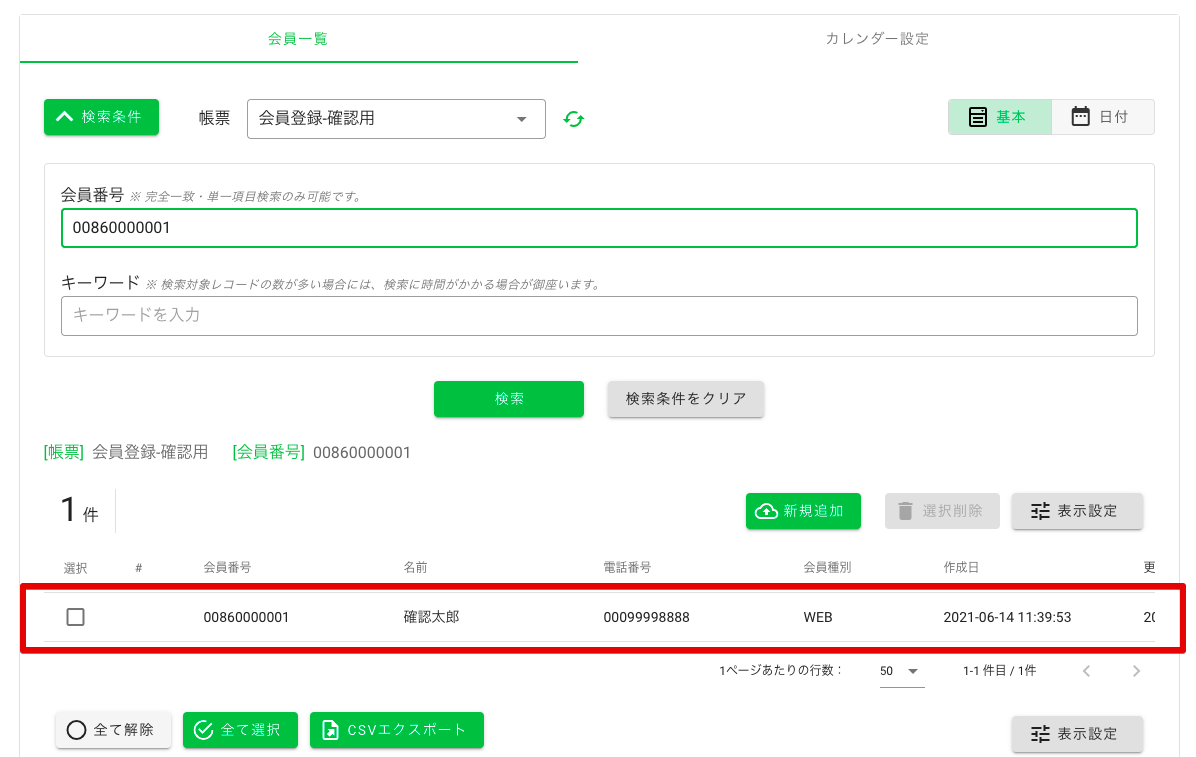 会員一覧 カレンダー設定
検索条件 帳票 会員登録-確認用 基本 日付
会員番号 ※ 完全一致・単一項目検索のみ可能です。
00860000001
キーワード ※ 検索対象レコードの数が多い場合には、検索に時間がかかる場合が御座います。
キーワードを入力
検索 検索条件をクリア
[帳票] 会員登録-確認用 [会員番号] 00860000001
1 件 新規追加 選択削除 表示設定
選択 # 会員番号 名前 電話番号 会員種別 作成日 更
00860000001 確認太郎 00099998888 WEB 2021-06-14 11:39:53 20
1ページあたりの行数： 50 1-1 件目 / 1件
全て解除 全て選択 CSVエクスポート 表示設定